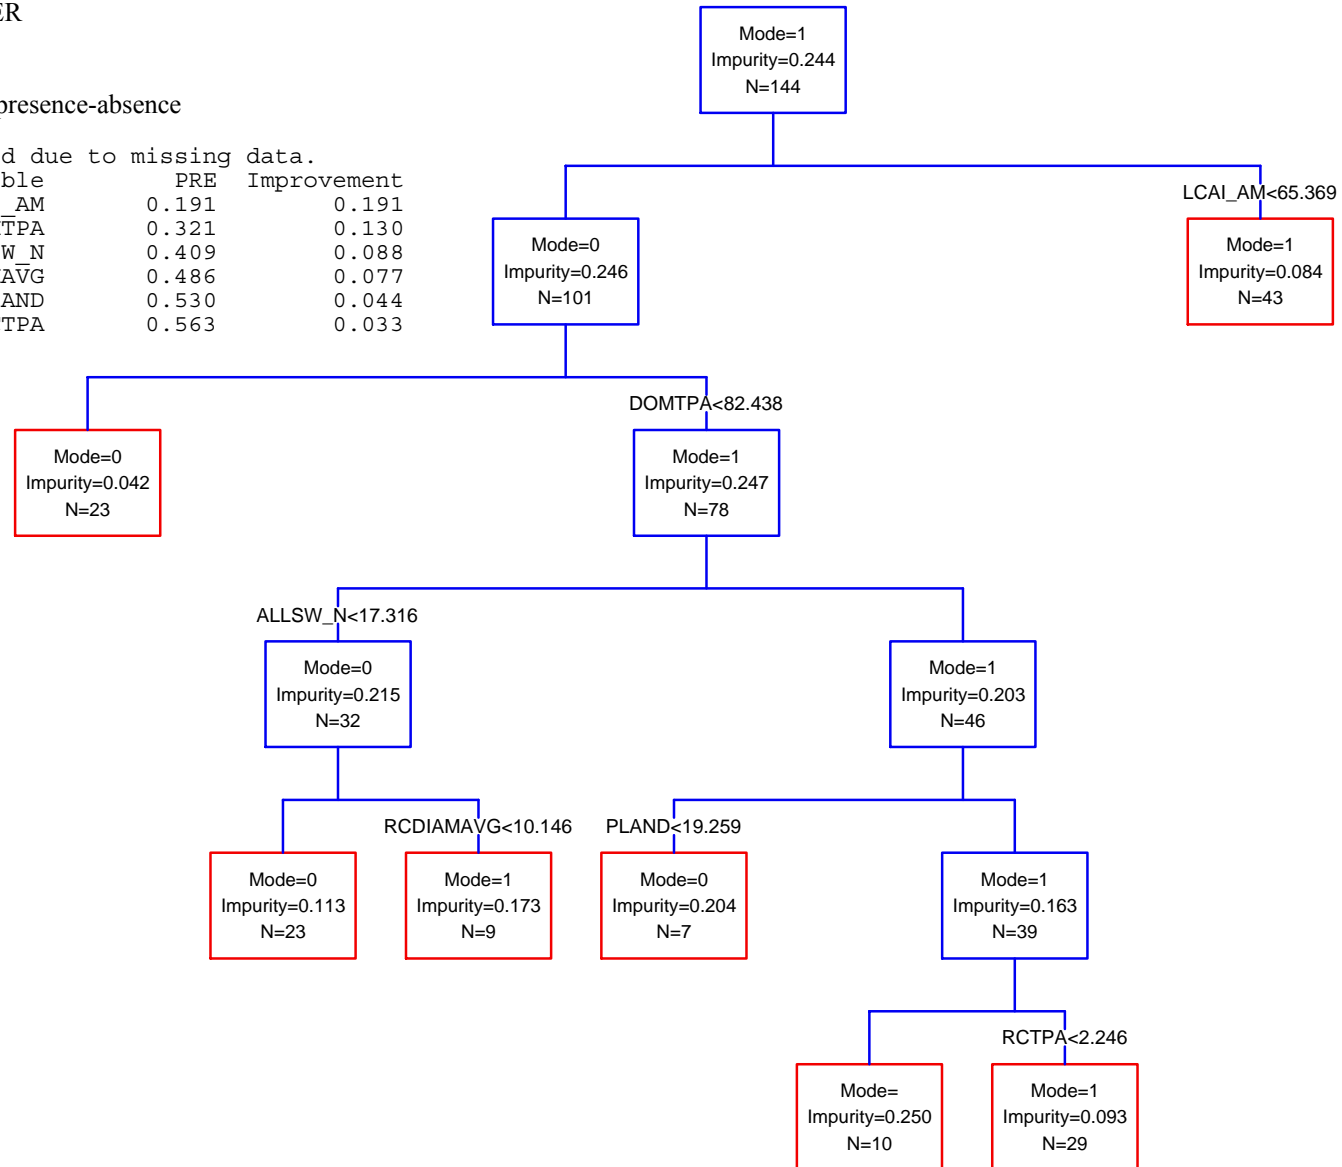 ER
presence-absence
d due to missing data.
ble PRE Improvement
_AM 0.191 0.191
TPA 0.321 0.130
W_N 0.409 0.088
AVG 0.486 0.077
AND 0.530 0.044
TPA 0.563 0.033
Mode=1
Impurity=0.244
N=144
LCAI_AM<65.369
Mode=0
Impurity=0.246
N=101
Mode=1
Impurity=0.084
N=43
DOMTPA<82.438
Mode=0
Impurity=0.042
N=23
Mode=1
Impurity=0.247
N=78
ALLSW_N<17.316
Mode=0
Impurity=0.215
N=32
Mode=1
Impurity=0.203
N=46
RCDIAMAVG<10.146
PLAND<19.259
Mode=0
Impurity=0.113
N=23
Mode=1
Impurity=0.173
N=9
Mode=0
Impurity=0.204
N=7
Mode=1
Impurity=0.163
N=39
RCTPA<2.246
Mode=
Impurity=0.250
N=10
Mode=1
Impurity=0.093
N=29